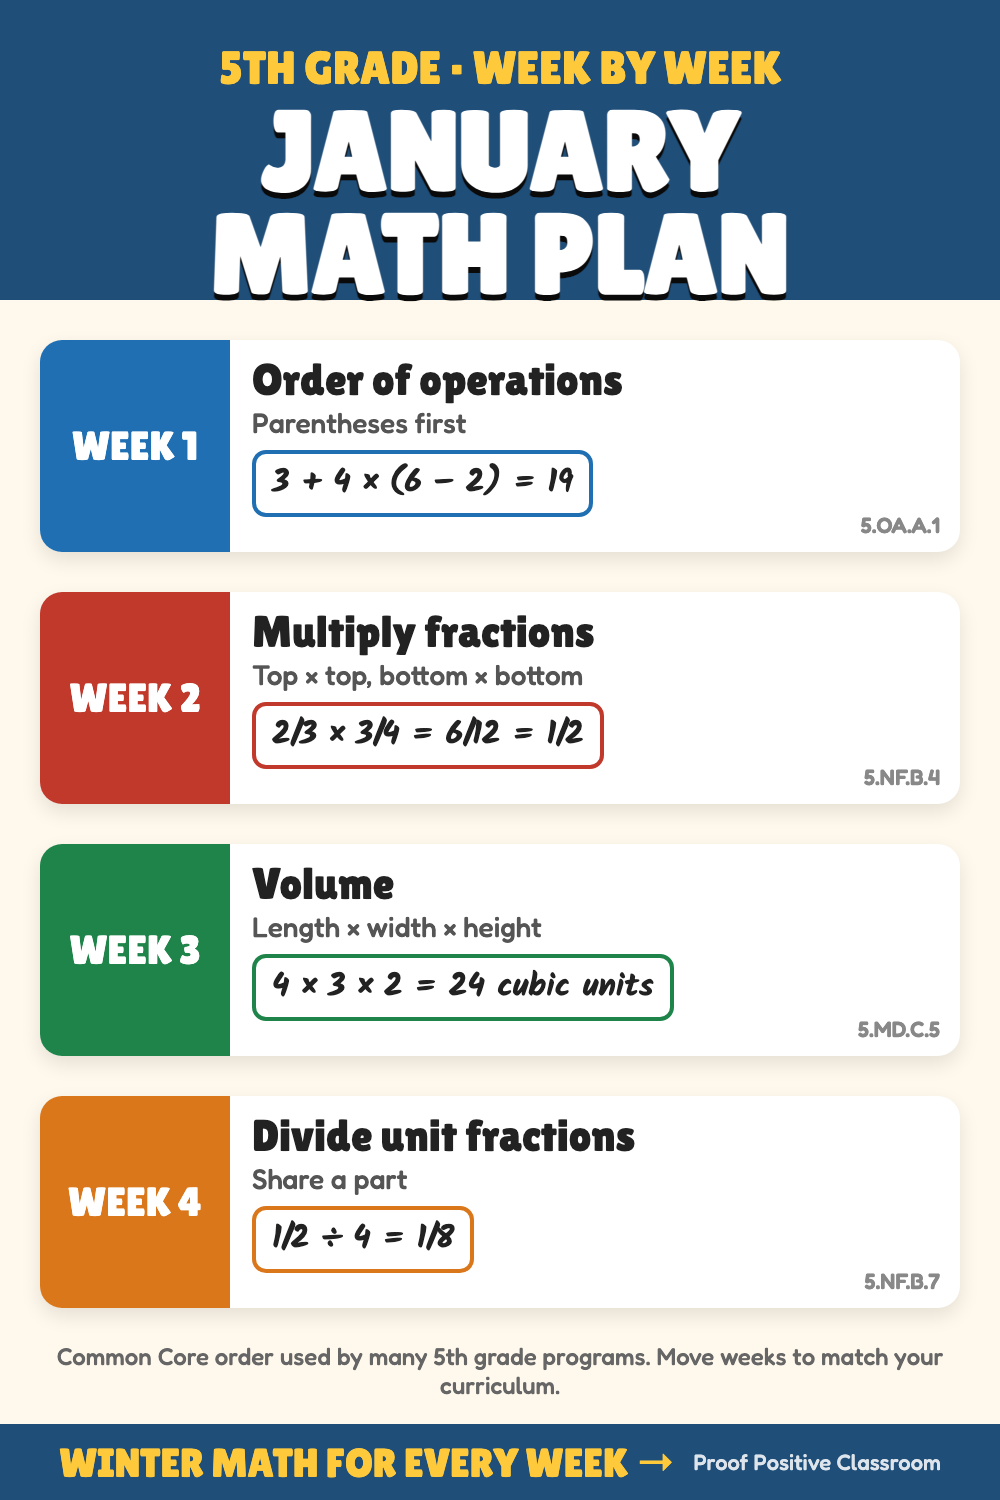 5TH GRADE · WEEK BY WEEK
JANUARY
MATH PLAN
WEEK 1
Order of operations
Parentheses first
3 + 4 × (6 − 2) = 19
5.OA.A.1
WEEK 2
Multiply fractions
Top × top, bottom × bottom
2/3 × 3/4 = 6/12 = 1/2
5.NF.B.4
WEEK 3
Volume
Length × width × height
4 × 3 × 2 = 24 cubic units
5.MD.C.5
WEEK 4
Divide unit fractions
Share a part
1/2 ÷ 4 = 1/8
5.NF.B.7
Common Core order used by many 5th grade programs. Move weeks to match your
curriculum.
WINTER MATH FOR EVERY WEEK → Proof Positive Classroom